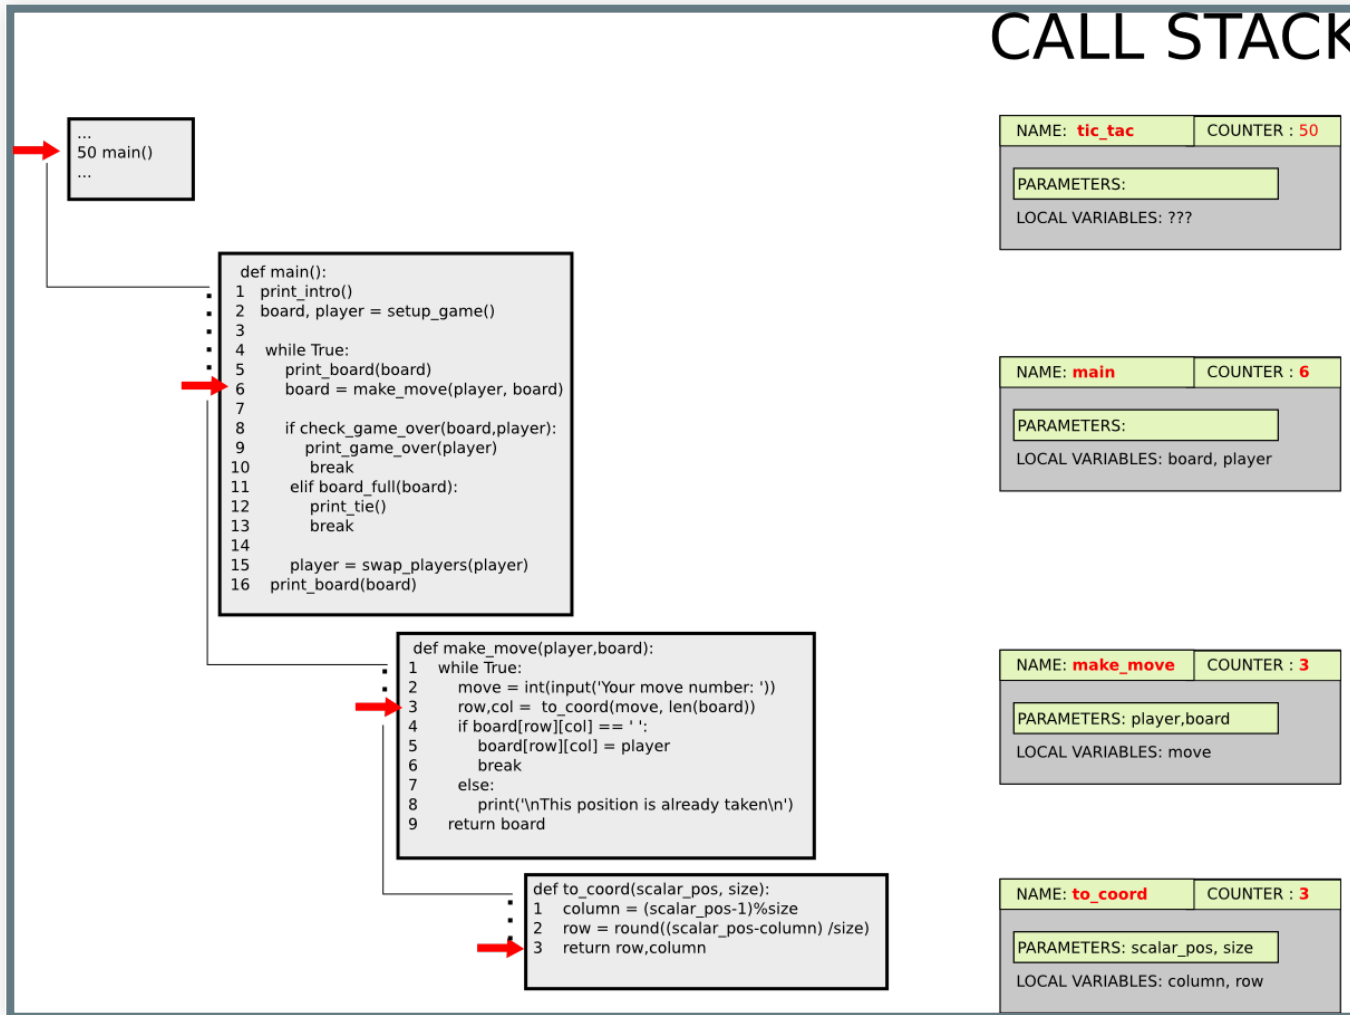 CALL STACK
...
50 main()
...
def main():
1 print_intro()
2 board, player = setup_game()
3
4 while True:
5 print_board(board)
6 board = make_move(player, board)
7
8 if check_game_over(board,player):
9 print_game_over(player)
10 break
11 elif board_full(board):
12 print_tie()
13 break
14
15 player = swap_players(player)
16 print_board(board)
def make_move(player,board):
1 while True:
2 move = int(input('Your move number: '))
3 row,col = to_coord(move, len(board))
4 if board[row][col] == ' ':
5 board[row][col] = player
6 break
7 else:
8 print('\nThis position is already taken\n')
9 return board
def to_coord(scalar_pos, size):
1 column = (scalar_pos-1)%size
2 row = round((scalar_pos-column) /size)
3 return row,column
NAME: tic_tac COUNTER : 50
PARAMETERS:
LOCAL VARIABLES: ???
NAME: main COUNTER : 6
PARAMETERS:
LOCAL VARIABLES: board, player
NAME: make_move COUNTER : 3
PARAMETERS: player,board
LOCAL VARIABLES: move
NAME: to_coord COUNTER : 3
PARAMETERS: scalar_pos, size
LOCAL VARIABLES: column, row